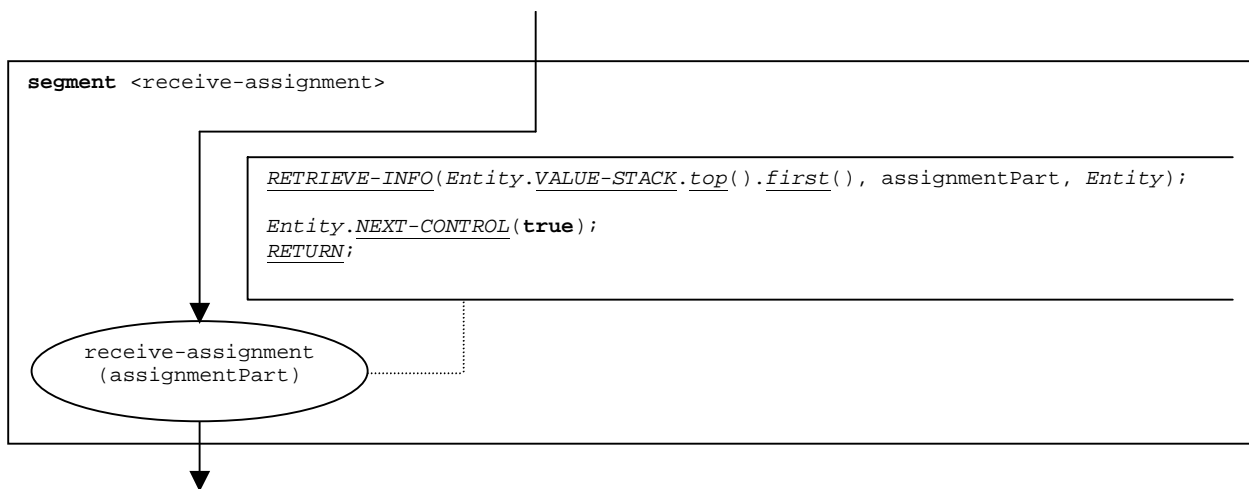 segment <receive-assignment>
RETRIEVE-INFO(Entity.VALUE-STACK.top().first(), assignmentPart, Entity);
Entity.NEXT-CONTROL(true);
RETURN;
receive-assignment
(assignmentPart)